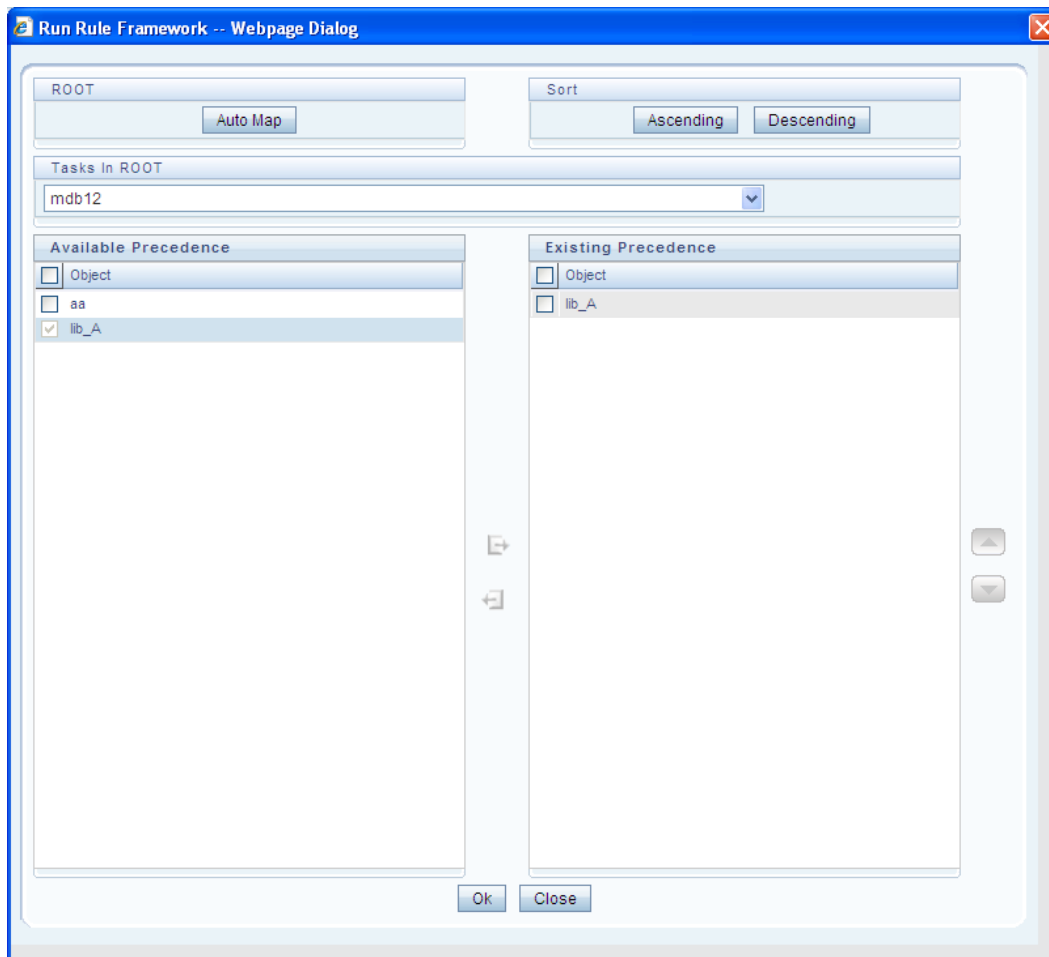 Run Rule Framework -- Webpage Dialog
ROOT
Sort
Auto Map
Ascending
Descending
Tasks In ROOT
mdb12
Available Precedence
Existing Precedence
Object
Object
aa
lib_A
lib_A
Ok
Close